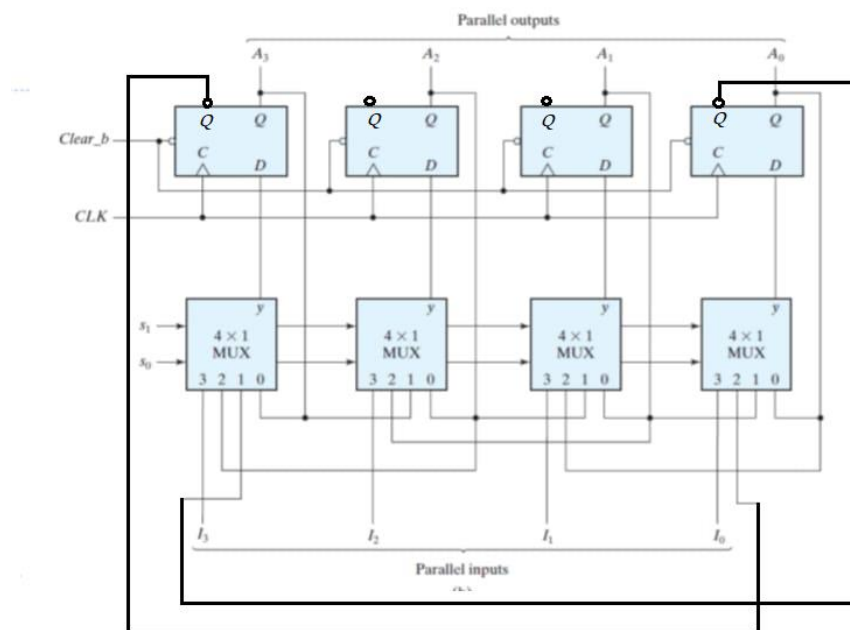 Parallel outputs
A₃ A₂ A₁ A₀
Q Q Q Q Q Q Q Q
Clear_b
C C C C
D D D D
CLK
y y y y
s₁
4 × 1 4 × 1 4 × 1 4 × 1
MUX MUX MUX MUX
s₀
3 2 1 0 3 2 1 0 3 2 1 0 3 2 1 0
I₃ I₂ I₁ I₀
Parallel inputs